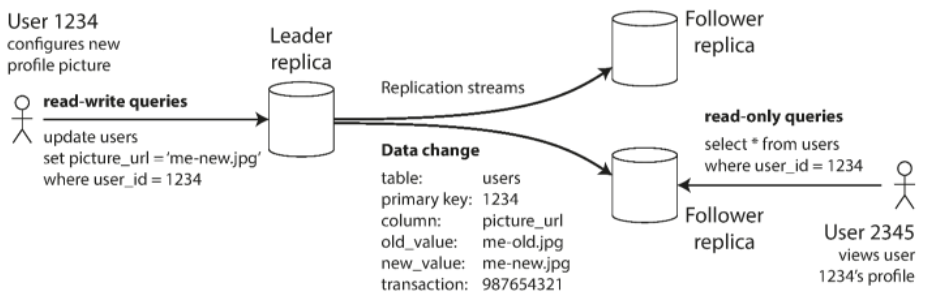 User 1234
configures new
profile picture
read-write queries
update users
set picture_url = ‘me-new.jpg’
where user_id = 1234
Leader
replica
Replication streams
Data change
table: users
primary key: 1234
column: picture_url
old_value: me-old.jpg
new_value: me-new.jpg
transaction: 987654321
Follower
replica
read-only queries
select * from users
where user_id = 1234
Follower
replica
User 2345
views user
1234’s profile